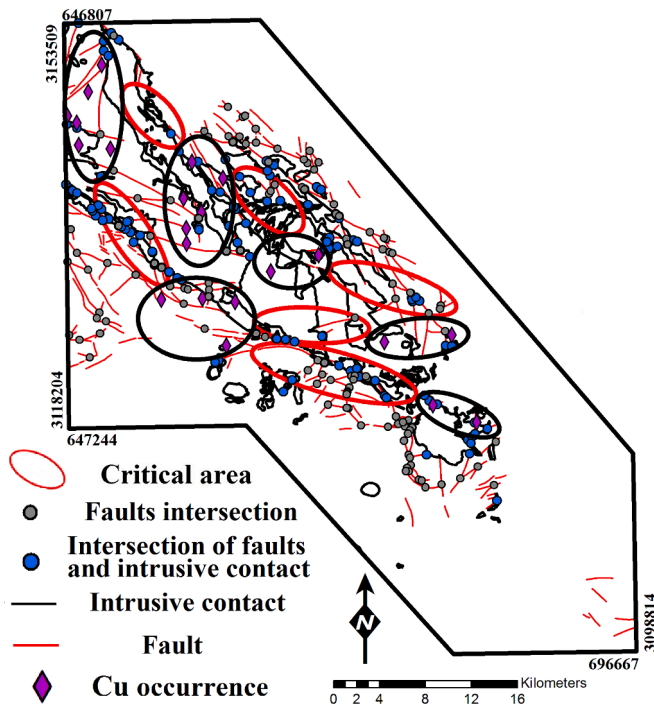 646807
3153509
3118204
647244
Critical area
Faults intersection
Intersection of faults
and intrusive contact
Intrusive contact
Fault
Cu occurrence
N
Kilometers
0 2 4 8 12 16
3098814
696667